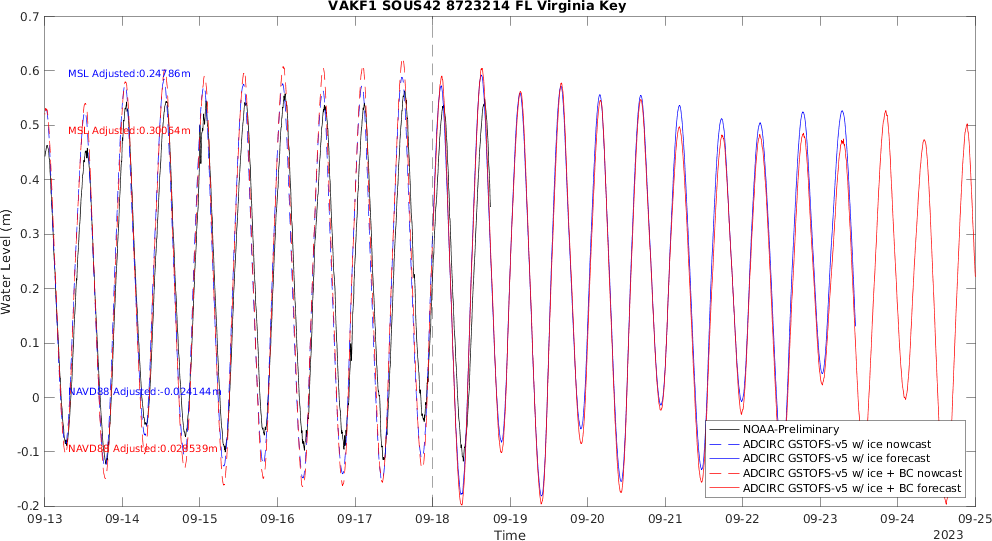 VAKF1 SOUS42 8723214 FL Virginia Key
0.7
0.6
0.5
0.4
0.3
0.2
0.1
0
-0.1
-0.2
Water Level (m)
MSL Adjusted:0.24786m
MSL Adjusted:0.30054m
NAVD88 Adjusted:-0.024144m
NAVD88 Adjusted:0.028539m
NOAA-Preliminary
ADCIRC GSTOFS-v5 w/ ice nowcast
ADCIRC GSTOFS-v5 w/ ice forecast
ADCIRC GSTOFS-v5 w/ ice + BC nowcast
ADCIRC GSTOFS-v5 w/ ice + BC forecast
09-13 09-14 09-15 09-16 09-17 09-18 09-19 09-20 09-21 09-22 09-23 09-24 09-25
Time
2023